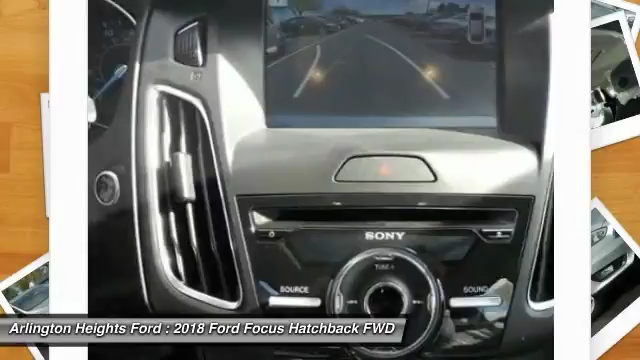 SONY
TUNE +
SOURCE
SOUND
Arlington Heights Ford : 2018 Ford Focus Hatchback FWD